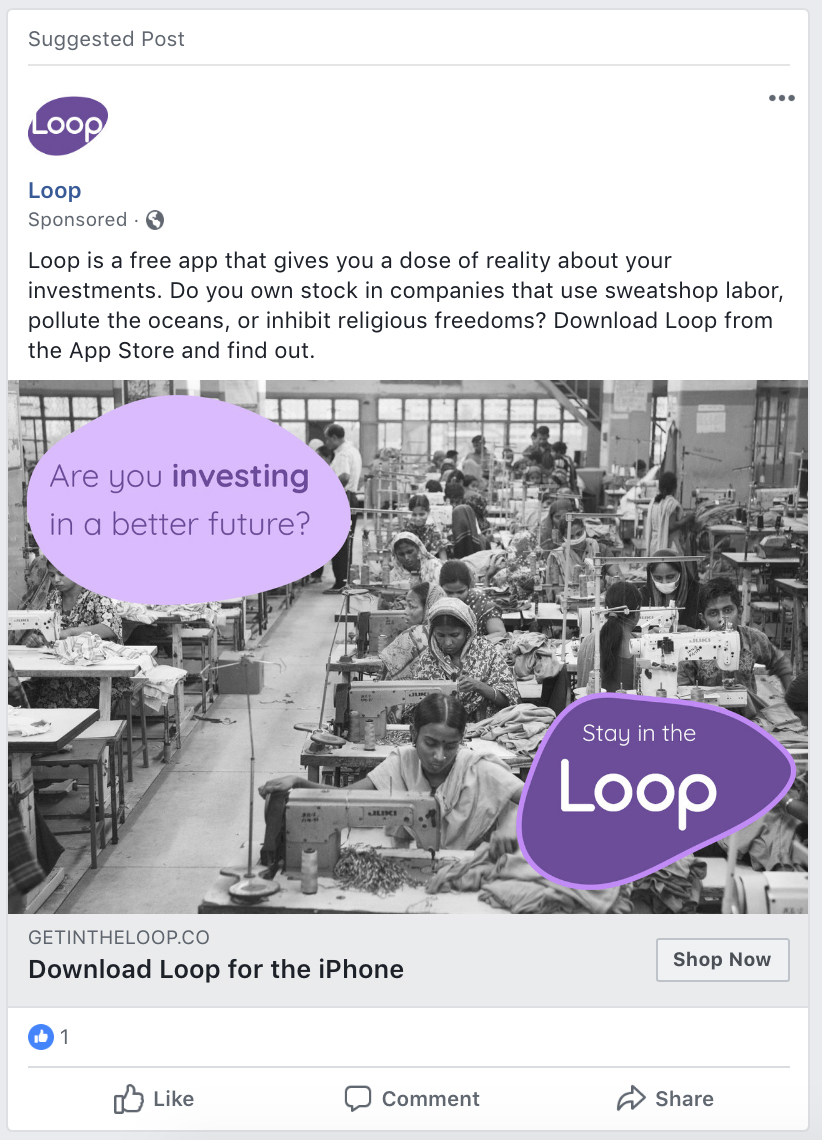 Suggested Post
Loop
Loop
Sponsored ·
Loop is a free app that gives you a dose of reality about your
investments. Do you own stock in companies that use sweatshop labor,
pollute the oceans, or inhibit religious freedoms? Download Loop from
the App Store and find out.
Are you investing
in a better future?
JUKI
JUKI
Stay in the
Loop
GETINTHELOOP.CO
Download Loop for the iPhone
Shop Now
1
Like
Comment
Share